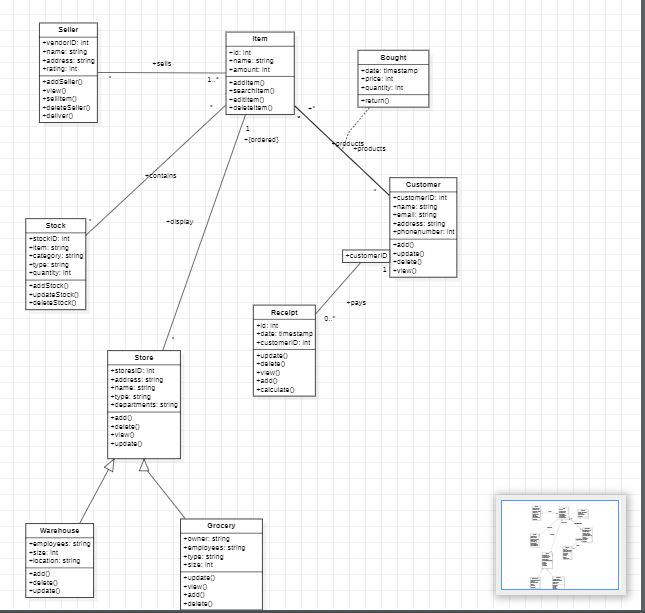 Seller
+vendorID: int
+name: string
+address: string
+rating: int
+addSeller()
+view()
+sellItem()
+deleteSeller()
+deliver()
+sells
*
1..*
Item
+id: int
+name: string
+amount: int
+addItem()
+searchItem()
+editItem()
+deleteItem()
Bought
+date: timestamp
+price: int
+quantity: int
+return()
*
+*
*
1
+{ordered}
+products
+products
+contains
*
*
Customer
+customerID: int
+name: string
+email: string
+address: string
+phonenumber: int
+add()
+update()
+delete()
+view()
+customerID
1
+display
Stock
+stockID: int
+item: string
+category: string
+type: string
+quantity: int
+addStock()
+updateStock()
+deleteStock()
+pays
0..*
Receipt
+id: int
+date: timestamp
+customerID: int
+update()
+delete()
+view()
+add()
+calculate()
*
Store
+storesID: int
+address: string
+name: string
+type: string
+departments: string
+add()
+delete()
+view()
+update()
Warehouse
+employees: string
+size: int
+location: string
+add()
+delete()
+update()
Grocery
+owner: string
+employees: string
+type: string
+size: int
+update()
+view()
+add()
+delete()